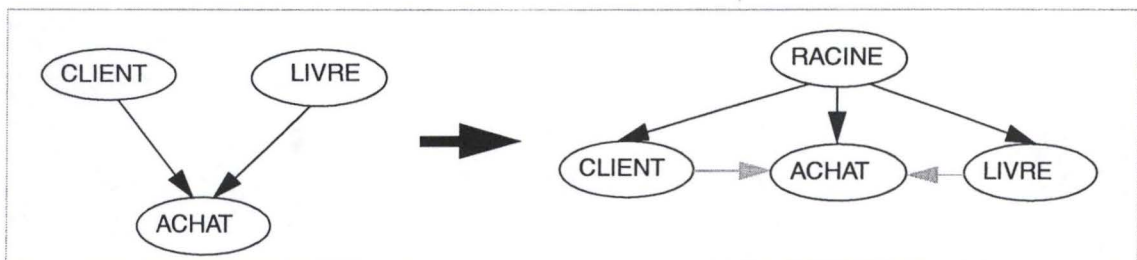 CLIENT
LIVRE
ACHAT
RACINE
CLIENT
ACHAT
LIVRE